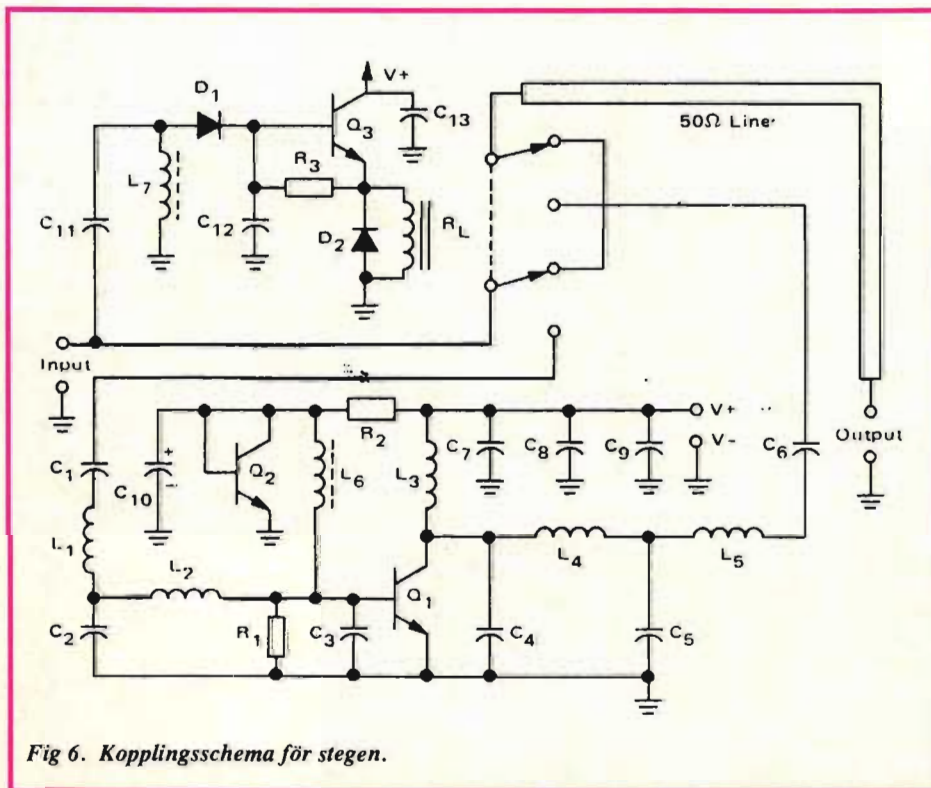 V+
D1
Q3
C13
50Ω Line
R3
L7
C11
C12
D2
RL
Input
V+
R2
V-
C7
C8
C9
C6
Output
C1
C10
Q2
L6
L3
L1
L2
L4
L5
Q1
C2
R1
C3
C4
C5
Fig 6. Kopplingsschema för stegen.